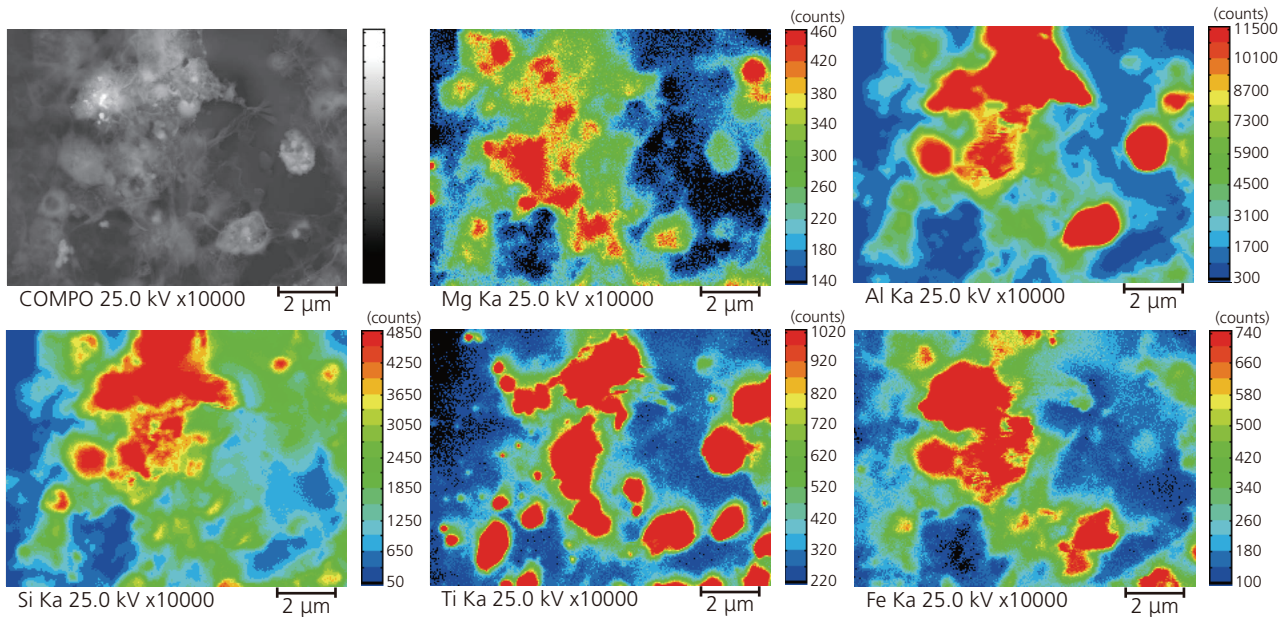 COMPO 25.0 kV x10000
2 μm
(counts)
460
420
380
340
300
260
220
180
140
Mg Ka 25.0 kV x10000
2 μm
(counts)
11500
11100
8700
7300
5900
4500
3100
1700
300
Al Ka 25.0 kV x10000
2 μm
(counts)
4850
4250
3650
3050
2450
1850
1250
650
50
Si Ka 25.0 kV x10000
2 μm
(counts)
1020
920
820
720
620
520
420
320
220
Ti Ka 25.0 kV x10000
2 μm
(counts)
740
660
580
500
420
340
260
180
100
Fe Ka 25.0 kV x10000
2 μm